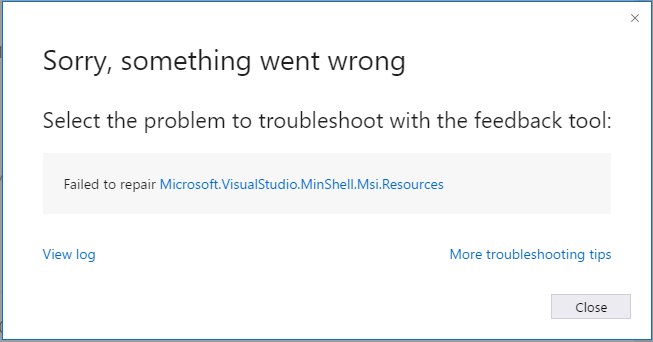 Sorry, something went wrong
Select the problem to troubleshoot with the feedback tool:
Failed to repair Microsoft.VisualStudio.MinShell.Msi.Resources
View log
More troubleshooting tips
Close